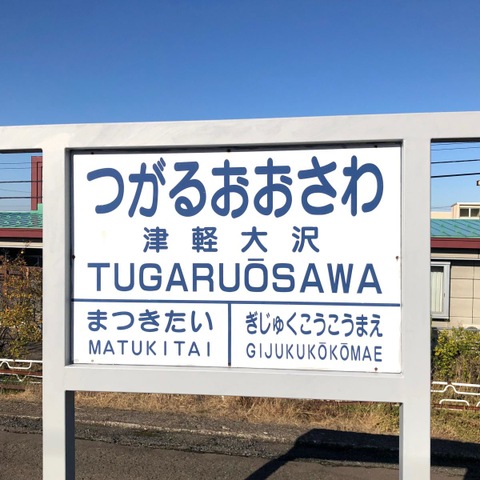 つがるおおさわ
津軽大沢
TUGARUŌSAWA
まつきたい
MATUKITAI
ぎじゅくこうこうまえ
GIJUKUKŌKŌMAE